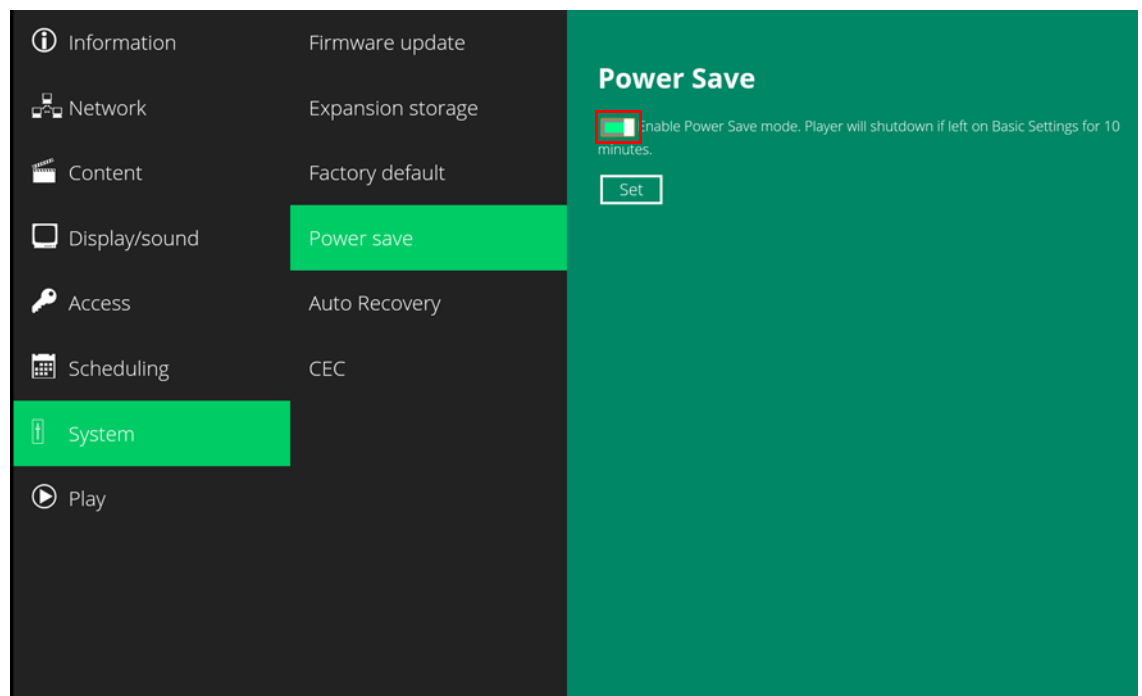 Information
Network
Content
Display/sound
Access
Scheduling
System
Play
Firmware update
Expansion storage
Factory default
Power save
Auto Recovery
CEC
Power Save
Enable Power Save mode. Player will shutdown if left on Basic Settings for 10
minutes.
Set